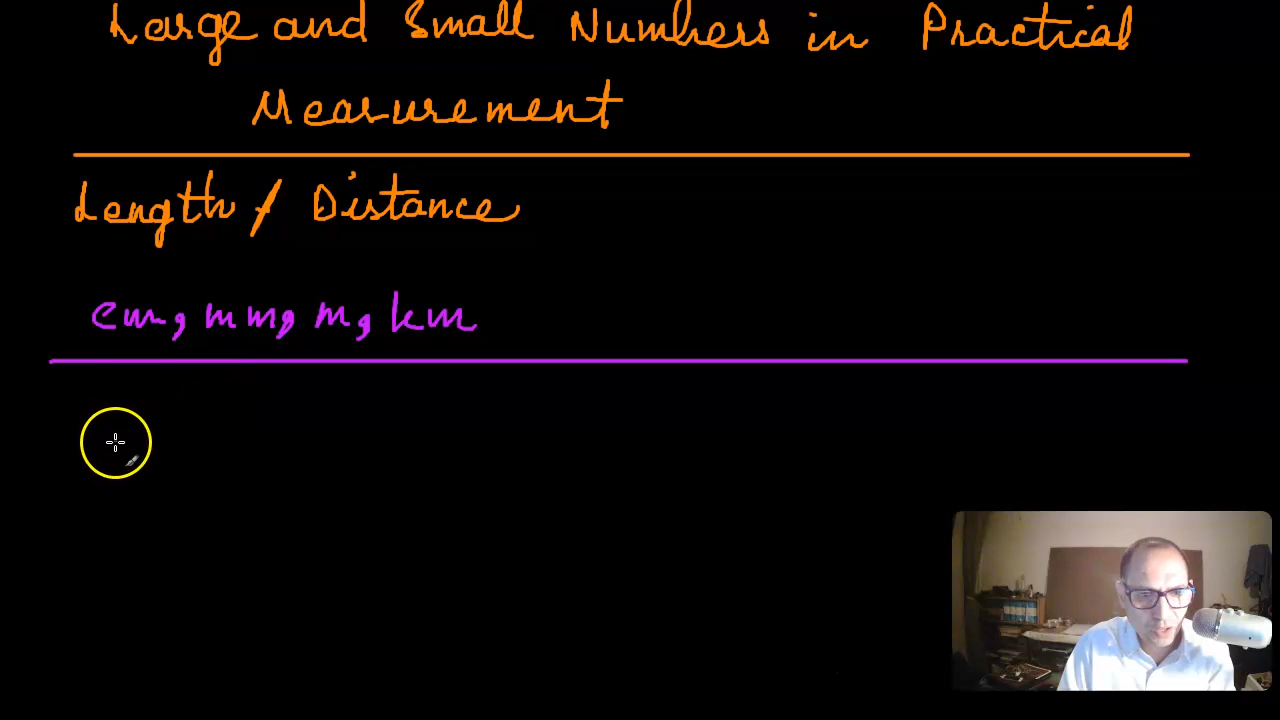 Large and Small Numbers in Practical
Measurement
Length / Distance
cm, mm, m, km